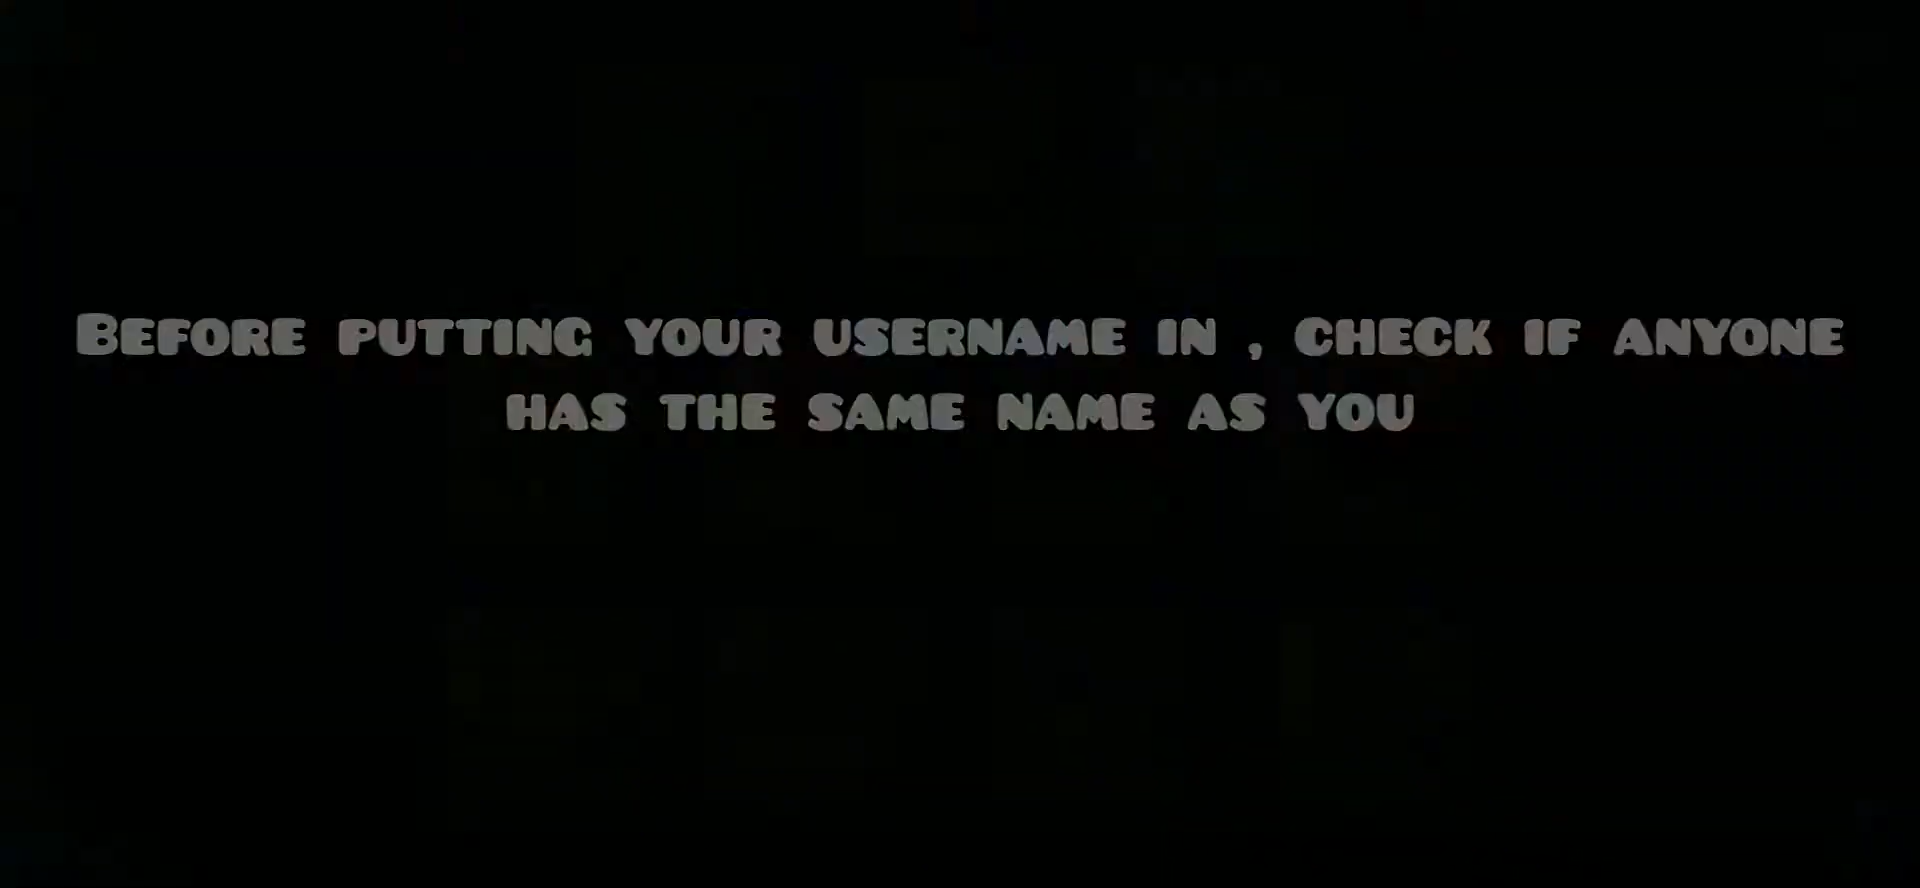 Before putting your username in , check if anyone
has the same name as you